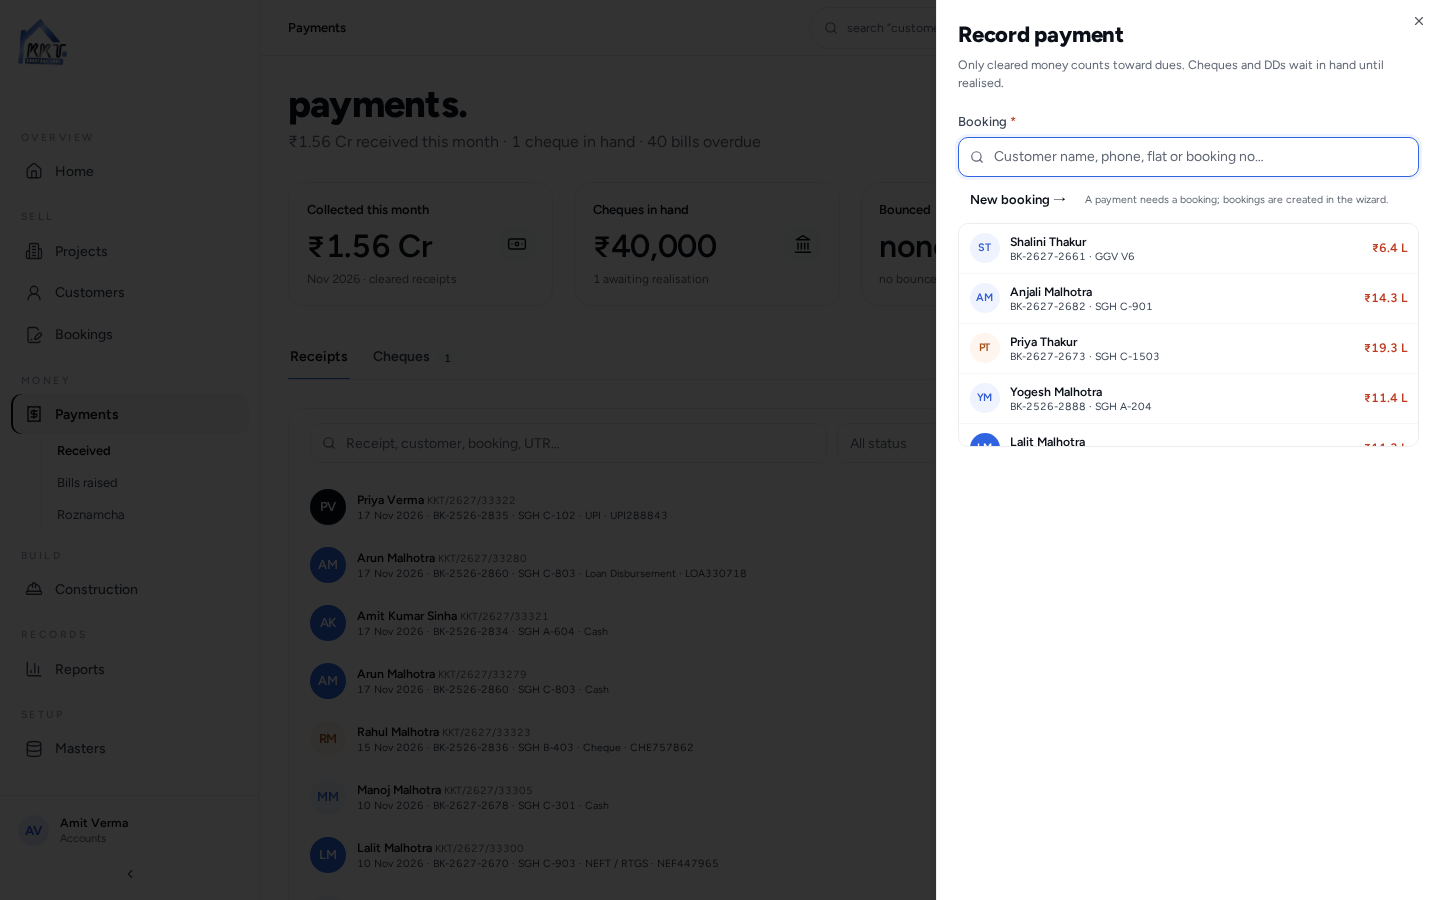 KKT
OVERVIEW
Home
SELL
Projects
Customers
Bookings
MONEY
Payments
Received
Bills raised
Roznamcha
BUILD
Construction
RECORDS
Reports
SETUP
Masters
AV
Amit Verma
Accounts
Payments
search "custome
payments.
₹1.56 Cr received this month · 1 cheque in hand · 40 bills overdue
Collected this month
₹1.56 Cr
Nov 2026 · cleared receipts
Cheques in hand
₹40,000
1 awaiting realisation
Bounced
none
no bounce
Receipts
Cheques 1
Receipt, customer, booking, UTR...
All status
PV
Priya Verma KKT/2627/33322
17 Nov 2026 · BK-2526-2835 · SGH C-102 · UPI · UPI288843
AM
Arun Malhotra KKT/2627/33280
17 Nov 2026 · BK-2526-2860 · SGH C-803 · Loan Disbursement · LOA330718
AK
Amit Kumar Sinha KKT/2627/33321
17 Nov 2026 · BK-2526-2834 · SGH A-604 · Cash
AM
Arun Malhotra KKT/2627/33279
17 Nov 2026 · BK-2526-2860 · SGH C-803 · Cash
RM
Rahul Malhotra KKT/2627/33323
15 Nov 2026 · BK-2526-2836 · SGH B-403 · Cheque · CHE757862
MM
Manoj Malhotra KKT/2627/33305
10 Nov 2026 · BK-2627-2678 · SGH C-301 · Cash
LM
Lalit Malhotra KKT/2627/33300
10 Nov 2026 · BK-2627-2670 · SGH C-903 · NEFT / RTGS · NEF447965
Record payment
Only cleared money counts toward dues. Cheques and DDs wait in hand until
realised.
Booking *
Customer name, phone, flat or booking no...
New booking → A payment needs a booking; bookings are created in the wizard.
ST
Shalini Thakur
BK-2627-2661 · GGV V6
₹6.4 L
AM
Anjali Malhotra
BK-2627-2682 · SGH C-901
₹14.3 L
PT
Priya Thakur
BK-2627-2673 · SGH C-1503
₹19.3 L
YM
Yogesh Malhotra
BK-2526-2888 · SGH A-204
₹11.4 L
LM
Lalit Malhotra